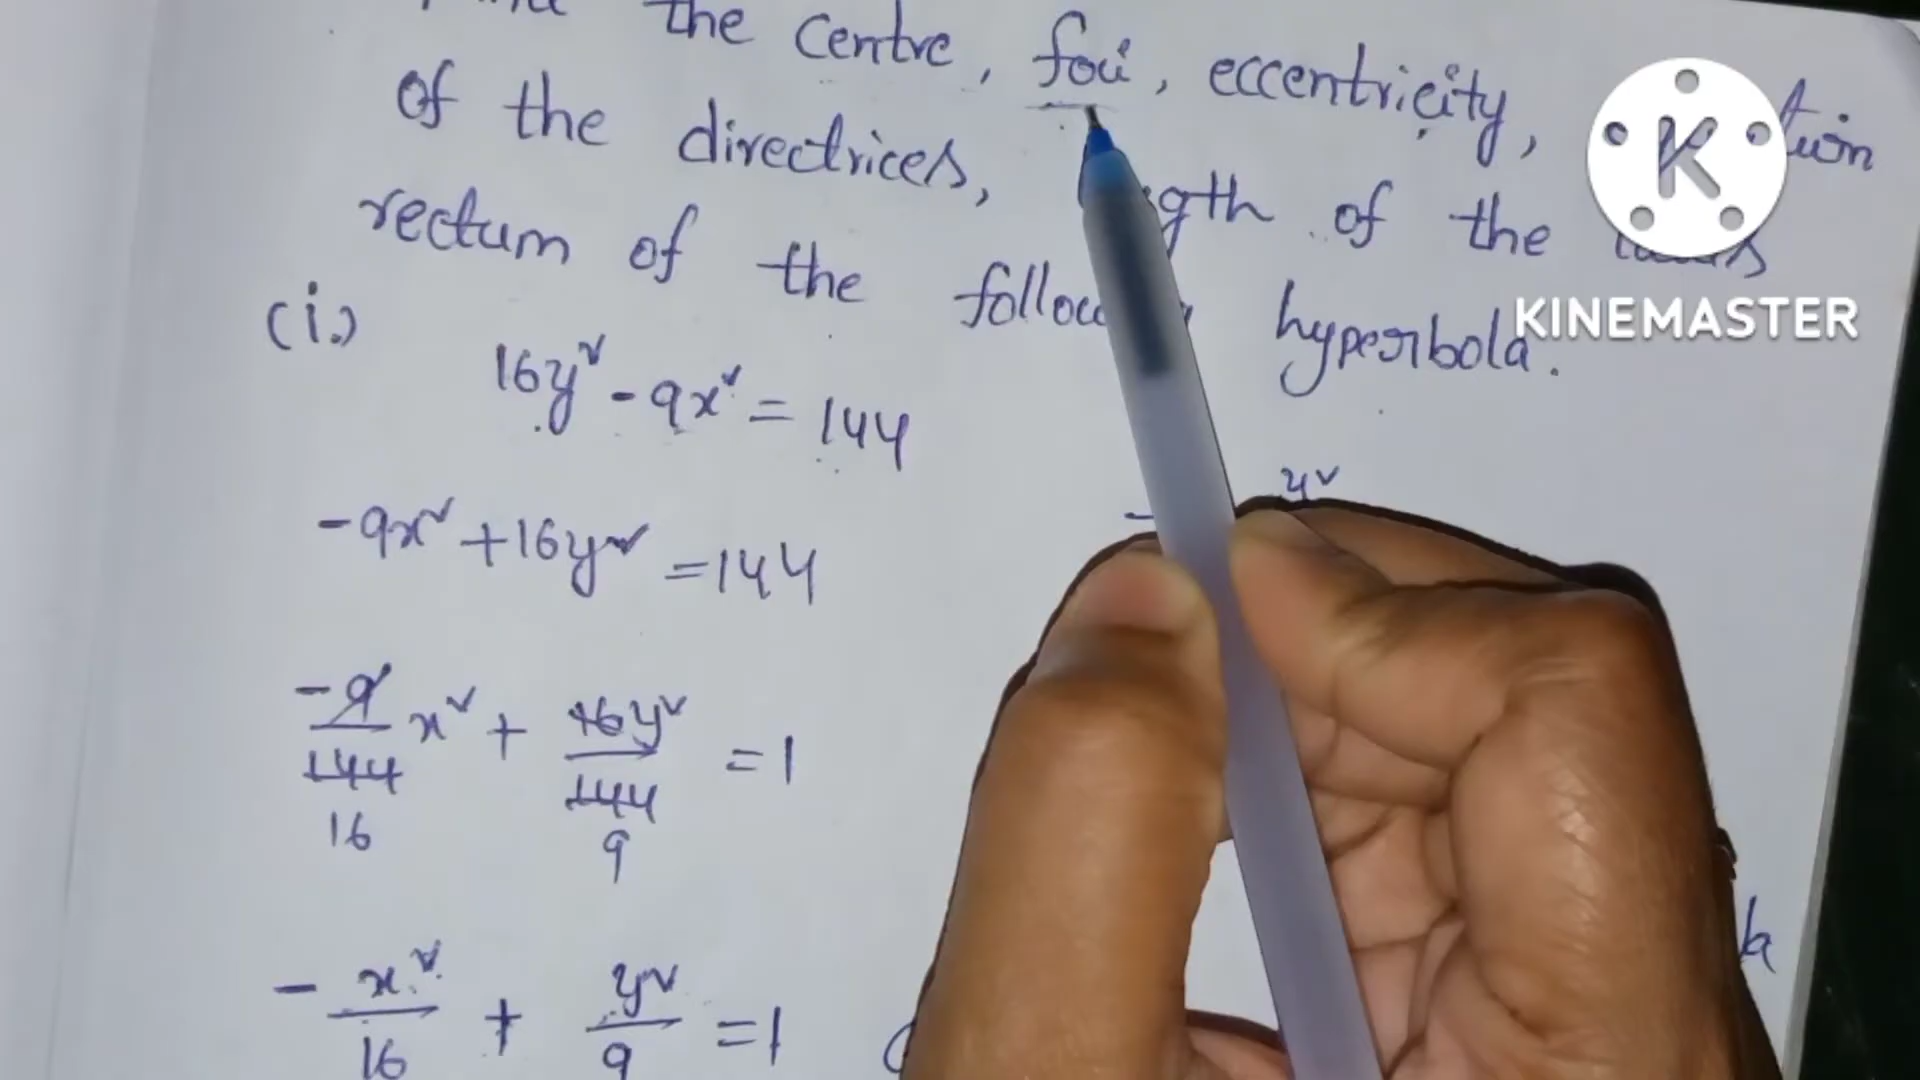 the centre, foci, eccentricity,
of the directrices, of the
rectum of the hyperbola.
KINEMASTER
(i.)
16y² - 9x² = 144
-9x² + 16y² = 144
-9/144 x² + 16y²/144 = 1
16 9
- x²/16 + y²/9 = 1